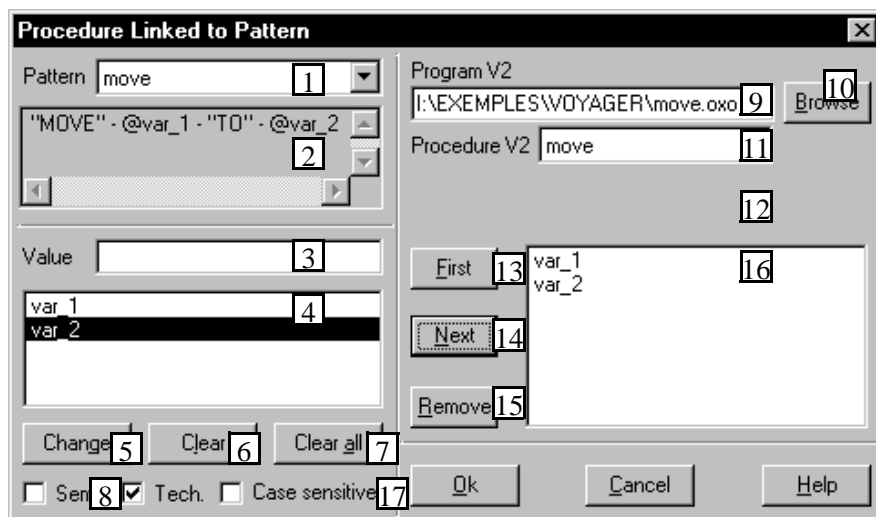 Procedure Linked to Pattern
Pattern move 1
"MOVE" - @var_1 - "TO" - @var_2
2
Value 3
var_1 4
var_2
Change 5 Clear 6 Clear all 7
Sem 8 Tech. Case sensitive 17
Program V2
I:\EXEMPLES\VOYAGER\move.oxo 9 Browse 10
Procedure V2 move 11
12
First 13 var_1 16
var_2
Next 14
Remove 15
Ok Cancel Help